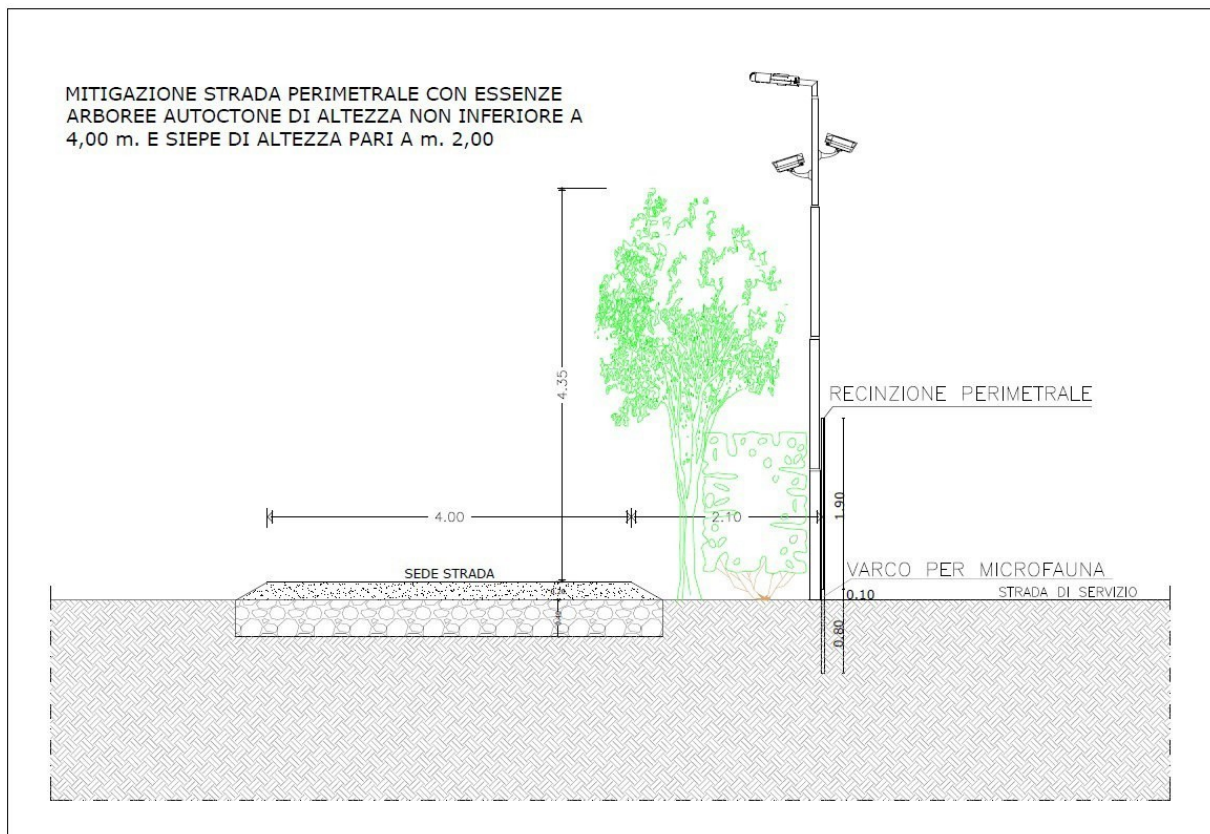 MITIGAZIONE STRADA PERIMETRALE CON ESSENZE
ARBOREE AUTOCTONE DI ALTEZZA NON INFERIORE A
4,00 m. E SIEPE DI ALTEZZA PARI A m. 2,00
4.35
RECINZIONE PERIMETRALE
4.00
2.10
1.90
SEDE STRADA
VARCO PER MICROFAUNA
0.10
STRADA DI SERVIZIO
0.80